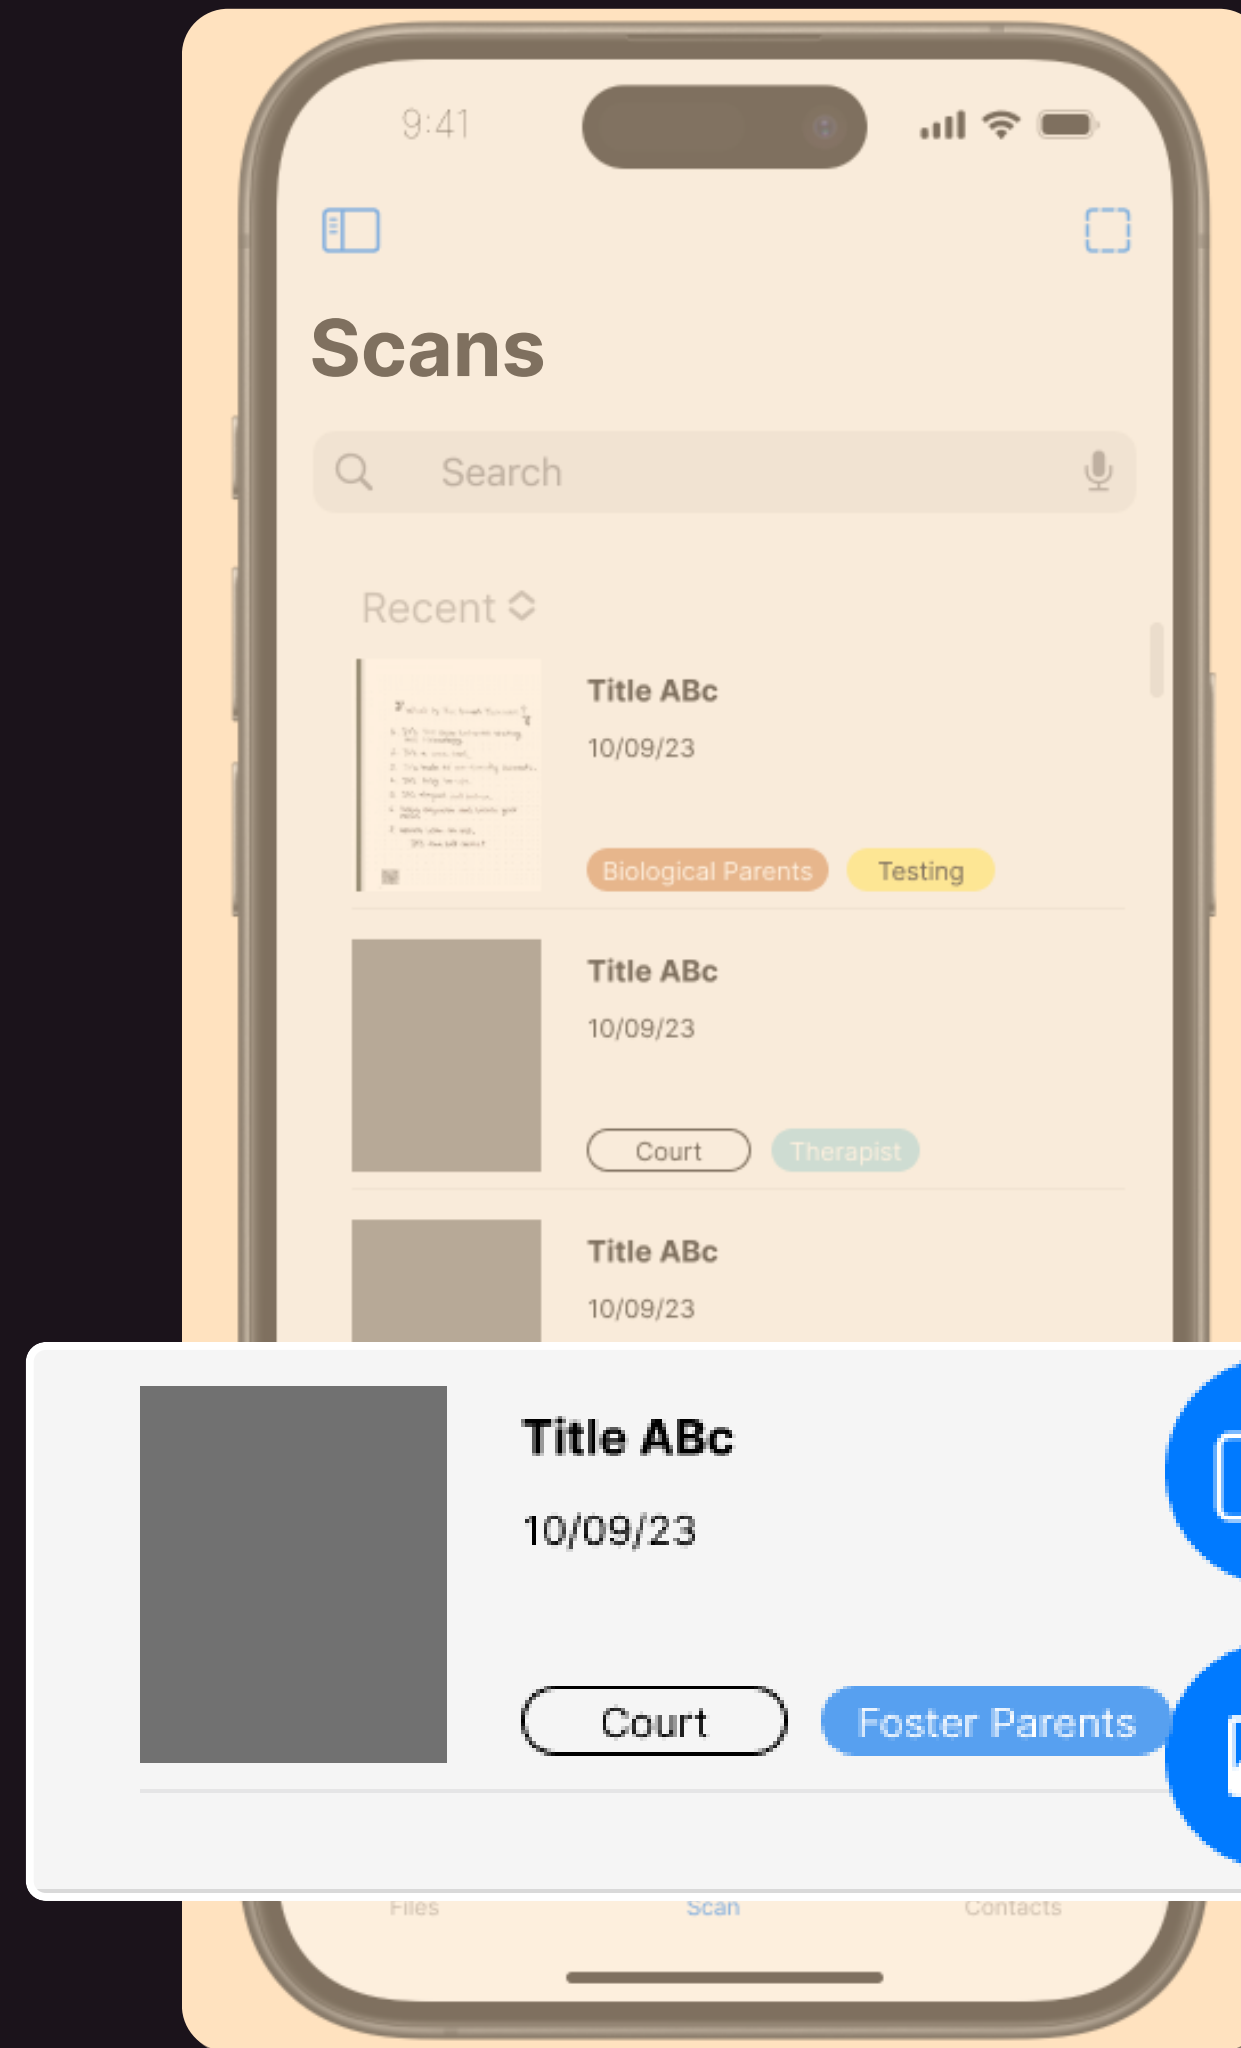 9:41
Scans
Search
Recent
Title ABc
10/09/23
Biological Parents Testing
Title ABc
10/09/23
Court Therapist
Title ABc
10/09/23
Title ABc
10/09/23
Court Foster Parents
Files Scan Contacts